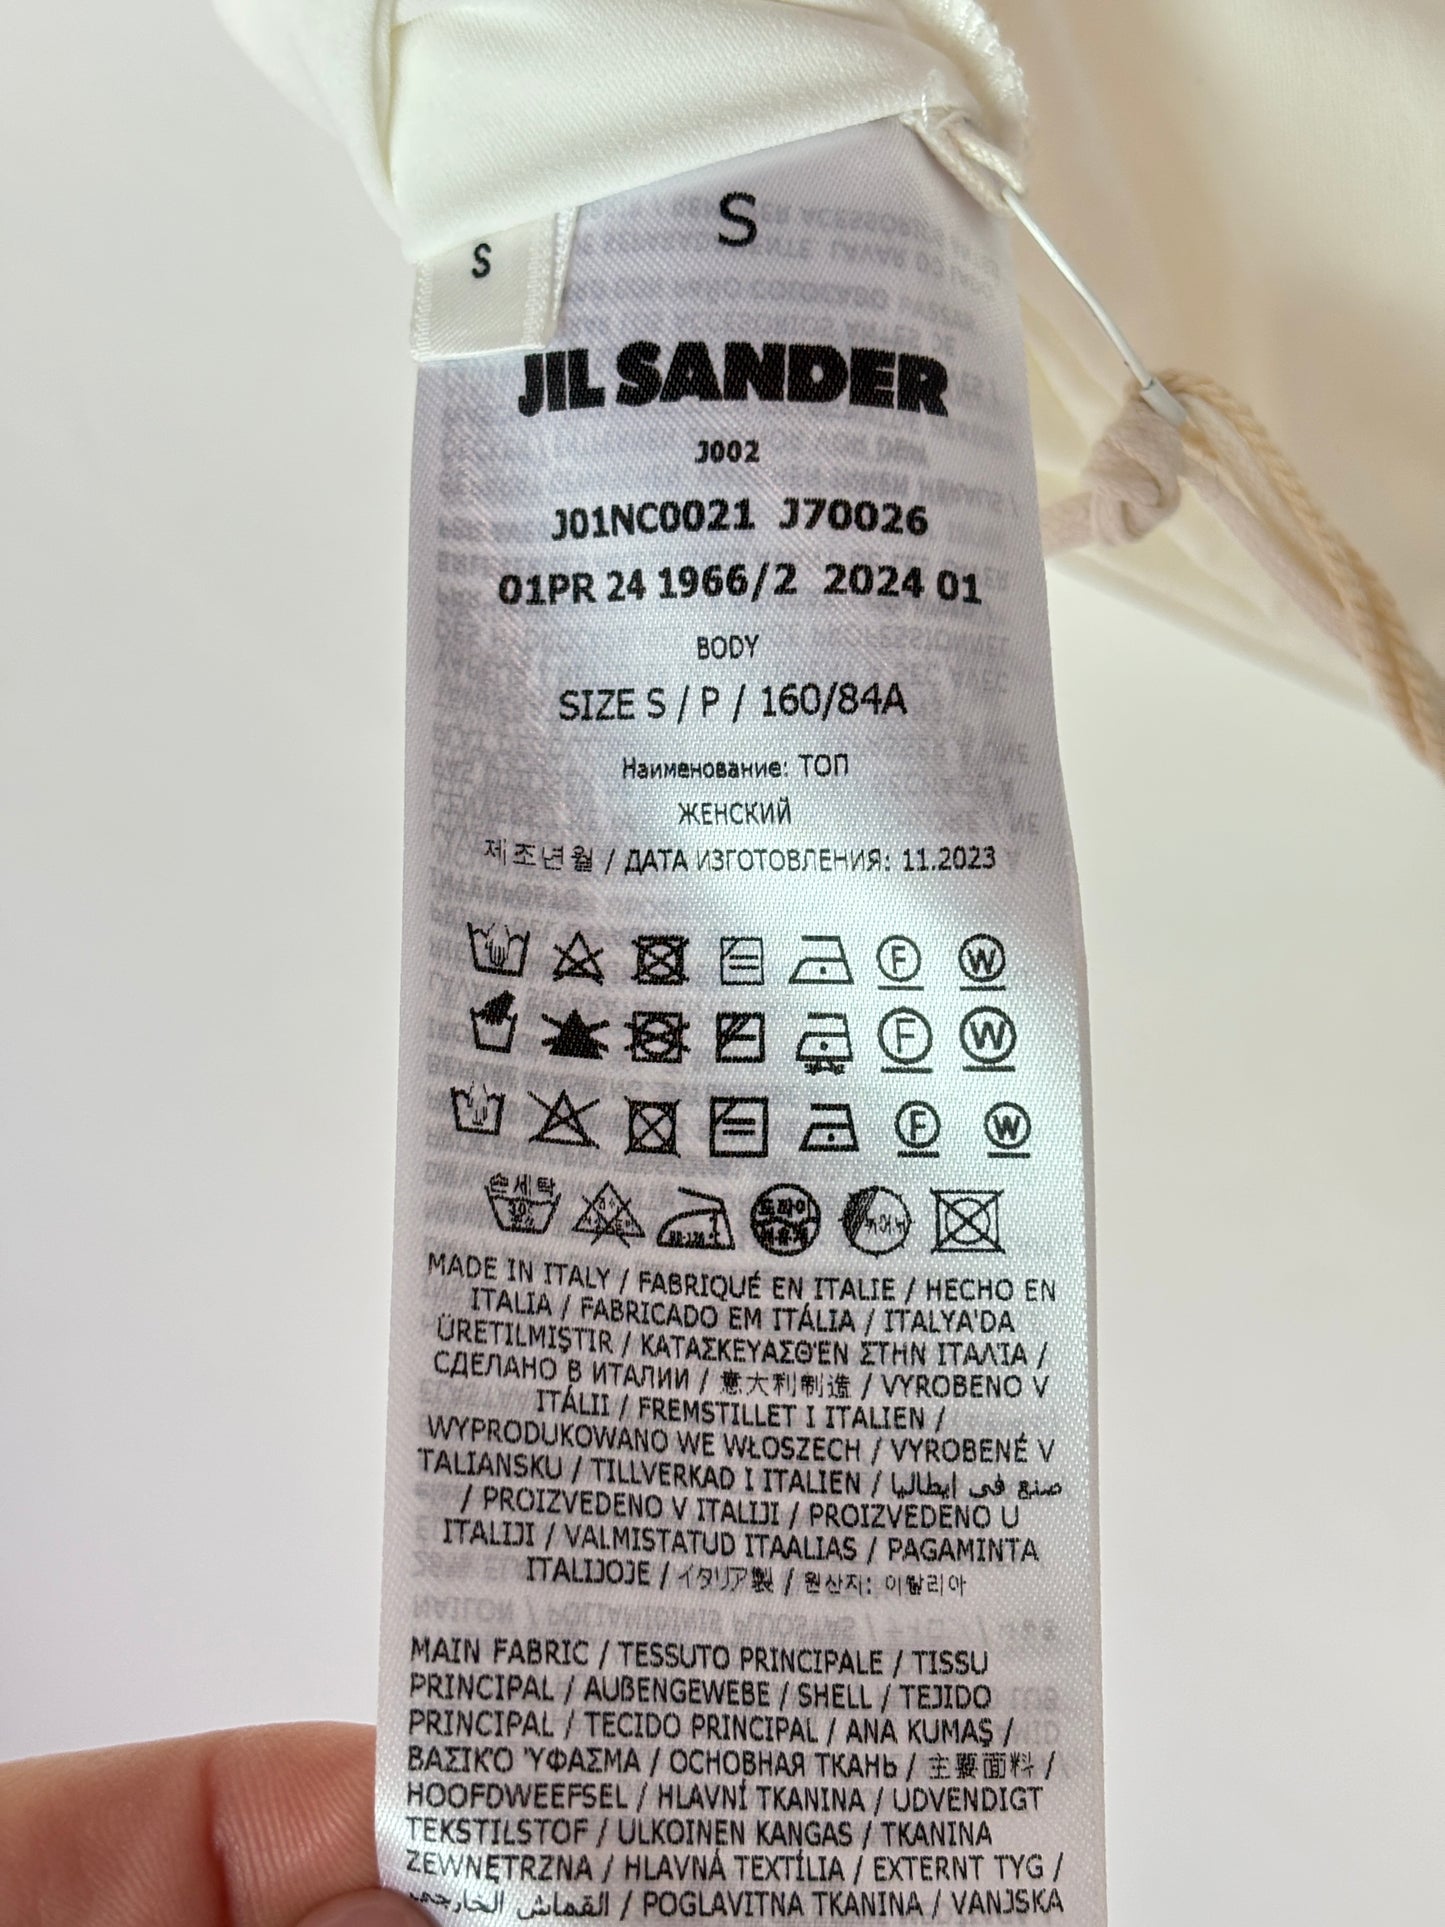 S
S
JIL SANDER
J002
J01NC0021 J70026
01PR 24 1966/2 2024 01
BODY
SIZE S / P / 160/84A
Наименование: ТОП
ЖЕНСКИЙ
제조년월 / ДАТА ИЗГОТОВЛЕНИЯ: 11.2023
F W
F W
F W
손세탁
MADE IN ITALY / FABRIQUÉ EN ITALIE / HECHO EN
ITALIA / FABRICADO EM ITÁLIA / ITALYA'DA
ÜRETILMIŞTIR / ΚΑΤΑΣΚΕΥΑΣΘΈΝ ΣΤΗΝ ΙΤΑΛΊΑ /
СДЕЛАНО В ИТАЛИИ / 意大利制造 / VYROBENO V
ITÁLII / FREMSTILLET I ITALIEN /
WYPRODUKOWANO WE WŁOSZECH / VYROBENÉ V
TALIANSKU / TILLVERKAD I ITALIEN / صنع في ايطاليا
/ PROIZVEDENO V ITALIJI / PROIZVEDENO U
ITALIJI / VALMISTATUD ITAALIAS / PAGAMINTA
ITALIJOJE / イタリア製 / 원산지: 이탈리아
MAIN FABRIC / TESSUTO PRINCIPALE / TISSU
PRINCIPAL / AUßENGEWEBE / SHELL / TEJIDO
PRINCIPAL / TECIDO PRINCIPAL / ANA KUMAŞ /
ΒΑΣΙΚΌ ΎΦΑΣΜΑ / ОСНОВНАЯ ТКАНЬ / 主要面料 /
HOOFDWEEFSEL / HLAVNÍ TKANINA / UDVENDIGT
TEKSTILSTOF / ULKOINEN KANGAS / TKANINA
ZEWNĘTRZNA / HLAVNÁ TEXTÍLIA / EXTERNT TYG /
القماش الخارجي / POGLAVITNA TKANINA / VANJSKA